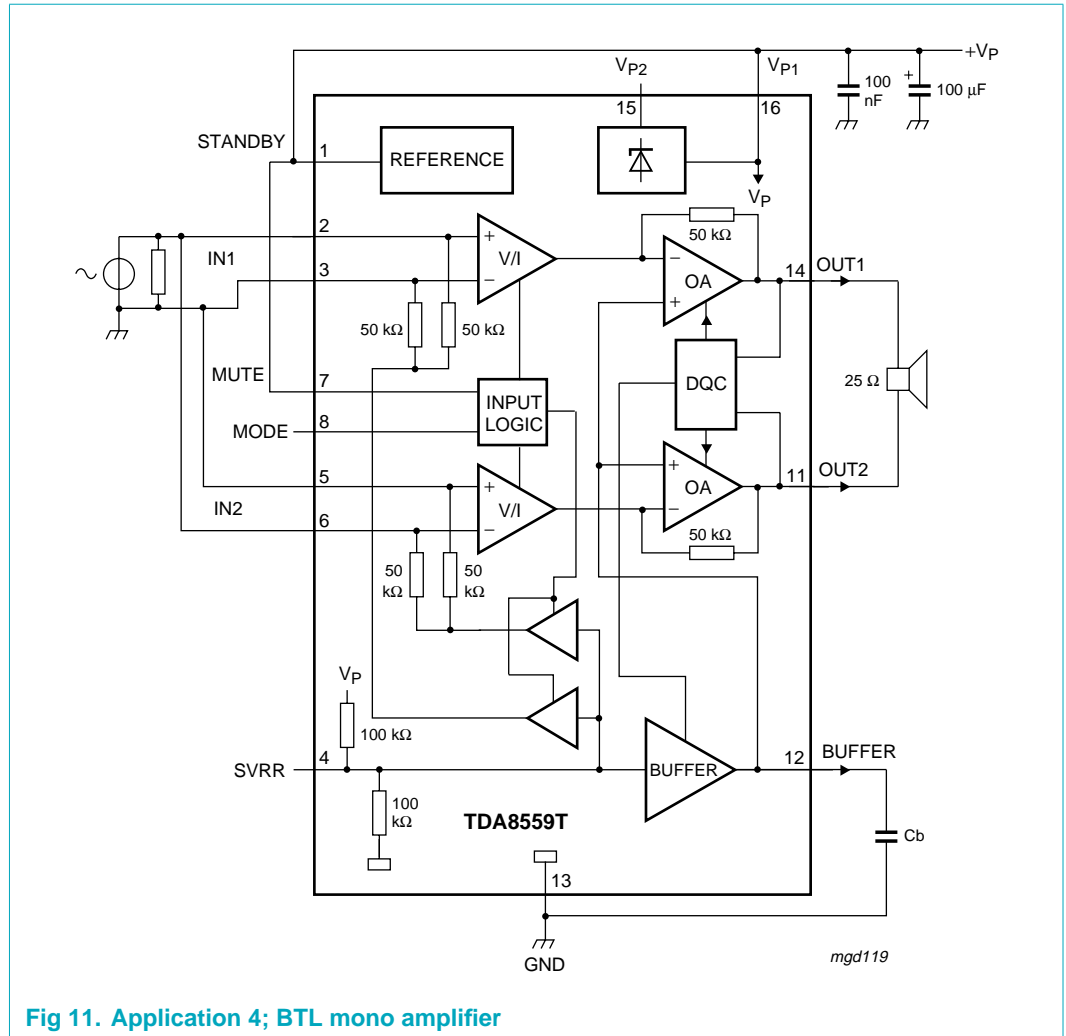 +VP
VP2
VP1
100
nF
+
100 µF
15
16
STANDBY
1
REFERENCE
VP
2
50 kΩ
+
V/I
−
IN1
3
−
OA
+
14
OUT1
50 kΩ
50 kΩ
MUTE
7
INPUT
LOGIC
DQC
25 Ω
MODE
8
5
+
V/I
−
+
OA
−
11
OUT2
IN2
6
50 kΩ
50
kΩ
50
kΩ
VP
100 kΩ
SVRR
4
BUFFER
12
BUFFER
100
kΩ
TDA8559T
Cb
13
GND
mgd119
Fig 11. Application 4; BTL mono amplifier